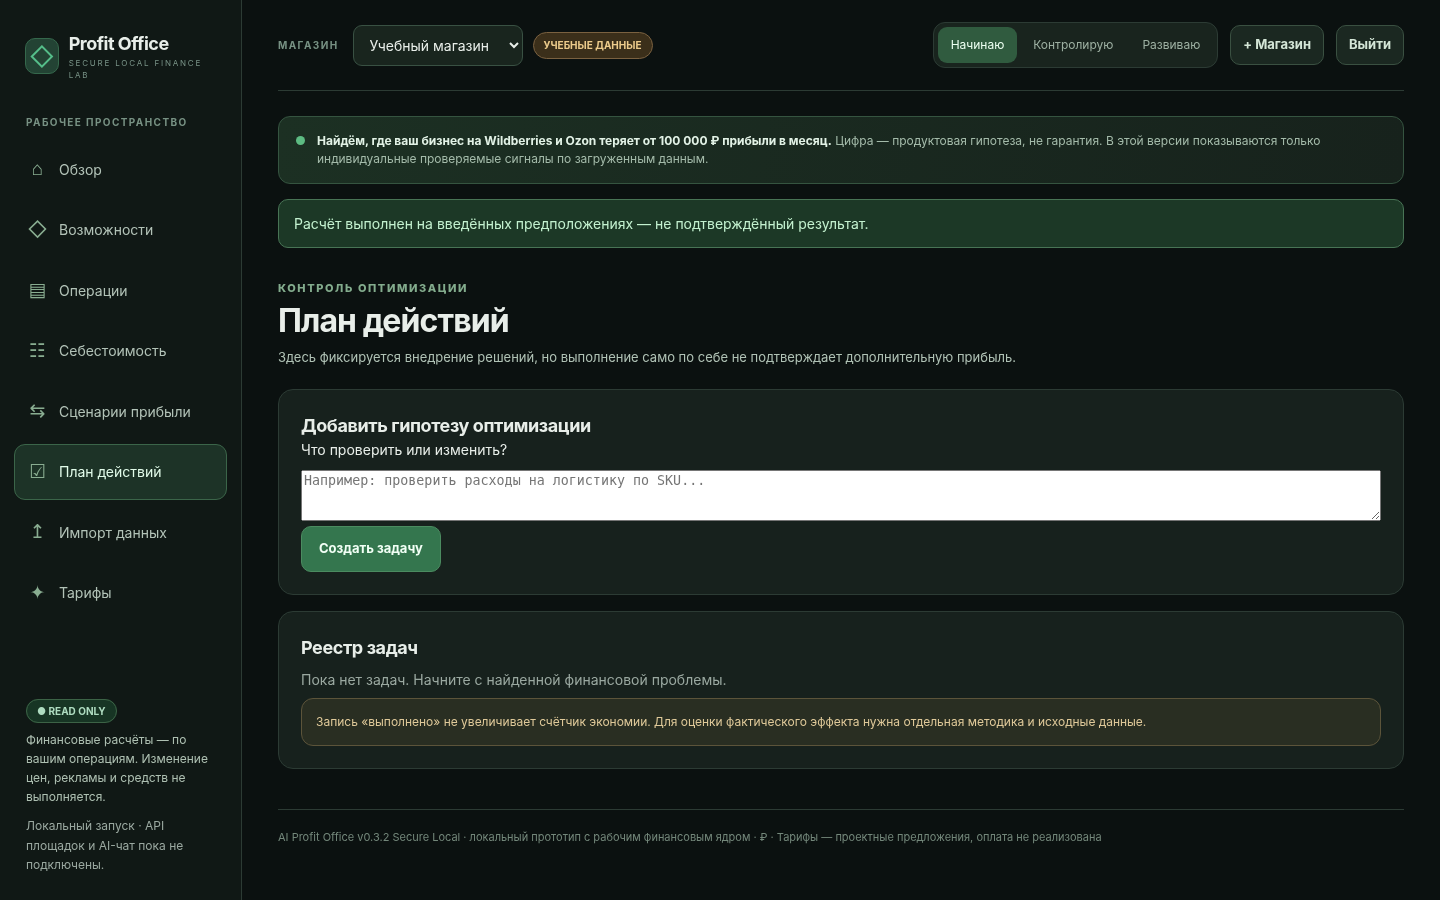 Profit Office
SECURE LOCAL FINANCE
LAB
РАБОЧЕЕ ПРОСТРАНСТВО
Обзор
Возможности
Операции
Себестоимость
Сценарии прибыли
План действий
Импорт данных
Тарифы
READ ONLY
Финансовые расчёты — по
вашим операциям. Изменение
цен, рекламы и средств не
выполняется.
Локальный запуск · API
площадок и AI-чат пока не
подключены.
МАГАЗИН
Учебный магазин
УЧЕБНЫЕ ДАННЫЕ
Начинаю
Контролирую
Развиваю
+ Магазин
Выйти
Найдём, где ваш бизнес на Wildberries и Ozon теряет от 100 000 ₽ прибыли в месяц. Цифра — продуктовая гипотеза, не гарантия. В этой версии показываются только
индивидуальные проверяемые сигналы по загруженным данным.
Расчёт выполнен на введённых предположениях — не подтверждённый результат.
КОНТРОЛЬ ОПТИМИЗАЦИИ
План действий
Здесь фиксируется внедрение решений, но выполнение само по себе не подтверждает дополнительную прибыль.
Добавить гипотезу оптимизации
Что проверить или изменить?
Например: проверить расходы на логистику по SKU...
Создать задачу
Реестр задач
Пока нет задач. Начните с найденной финансовой проблемы.
Запись «выполнено» не увеличивает счётчик экономии. Для оценки фактического эффекта нужна отдельная методика и исходные данные.
AI Profit Office v0.3.2 Secure Local · локальный прототип с рабочим финансовым ядром · ₽ · Тарифы — проектные предложения, оплата не реализована